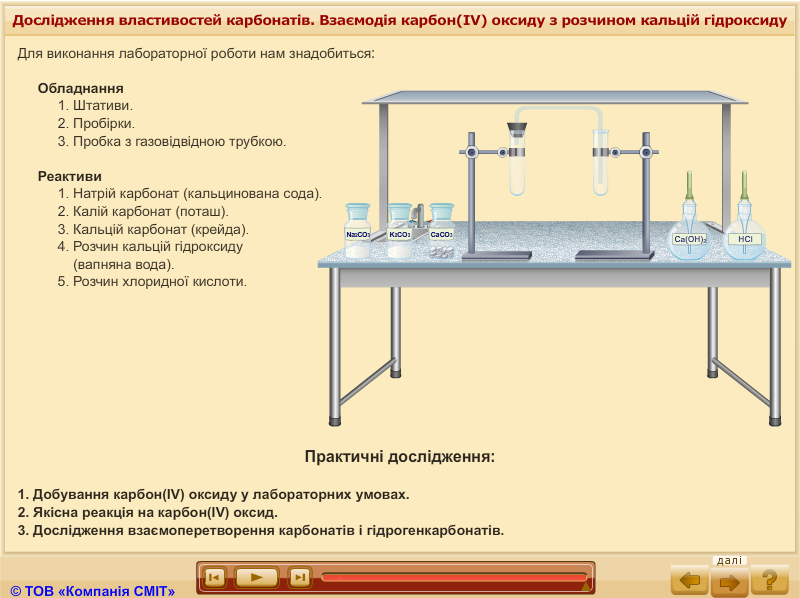 Дослідження властивостей карбонатів. Взаємодія карбон(IV) оксиду з розчином кальцій гідроксиду
Для виконання лабораторної роботи нам знадобиться:
Обладнання
1. Штативи.
2. Пробірки.
3. Пробка з газовідвідною трубкою.
Реактиви
1. Натрій карбонат (кальцинована сода).
2. Калій карбонат (поташ).
3. Кальцій карбонат (крейда).
4. Розчин кальцій гідроксиду
(вапняна вода).
5. Розчин хлоридної кислоти.
Na₂CO₃ K₂CO₃ CaCO₃ Ca(OH)₂ HCl
Практичні дослідження:
1. Добування карбон(IV) оксиду у лабораторних умовах.
2. Якісна реакція на карбон(IV) оксид.
3. Дослідження взаємоперетворення карбонатів і гідрогенкарбонатів.
далі
?
© ТОВ «Компанія СМІТ»